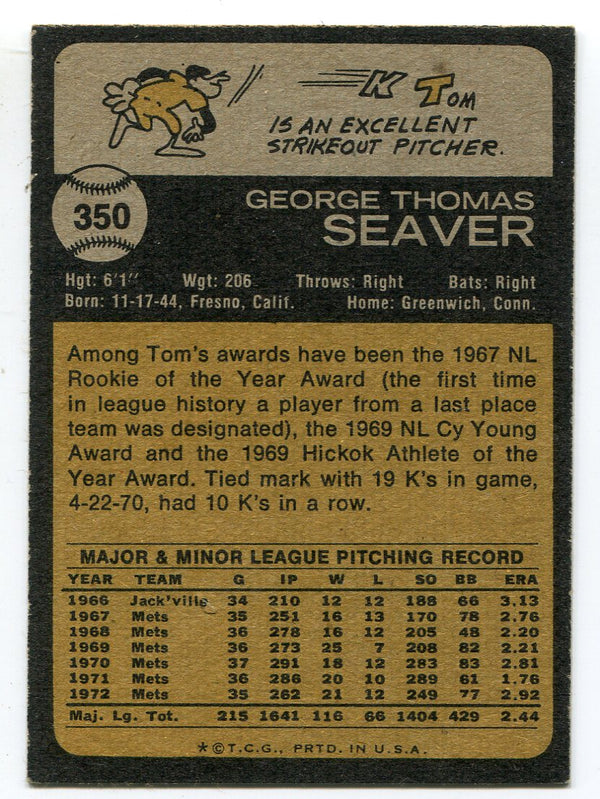 K Tom
IS AN EXCELLENT
STRIKEOUT PITCHER.
350
GEORGE THOMAS
SEAVER
Hgt: 6'1" Wgt: 206 Throws: Right Bats: Right
Born: 11-17-44, Fresno, Calif. Home: Greenwich, Conn.
Among Tom's awards have been the 1967 NL
Rookie of the Year Award (the first time
in league history a player from a last place
team was designated), the 1969 NL Cy Young
Award and the 1969 Hickok Athlete of the
Year Award. Tied mark with 19 K's in game,
4-22-70, had 10 K's in a row.
MAJOR & MINOR LEAGUE PITCHING RECORD
YEAR TEAM G IP W L SO BB ERA
1966 Jack'ville 34 210 12 12 188 66 3.13
1967 Mets 35 251 16 13 170 78 2.76
1968 Mets 36 278 16 12 205 48 2.20
1969 Mets 36 273 25 7 208 82 2.21
1970 Mets 37 291 18 12 283 83 2.81
1971 Mets 36 286 20 10 289 61 1.76
1972 Mets 35 262 21 12 249 77 2.92
Maj. Lg. Tot. 215 1641 116 66 1404 429 2.44
*©T.C.G., PRTD. IN U.S.A.